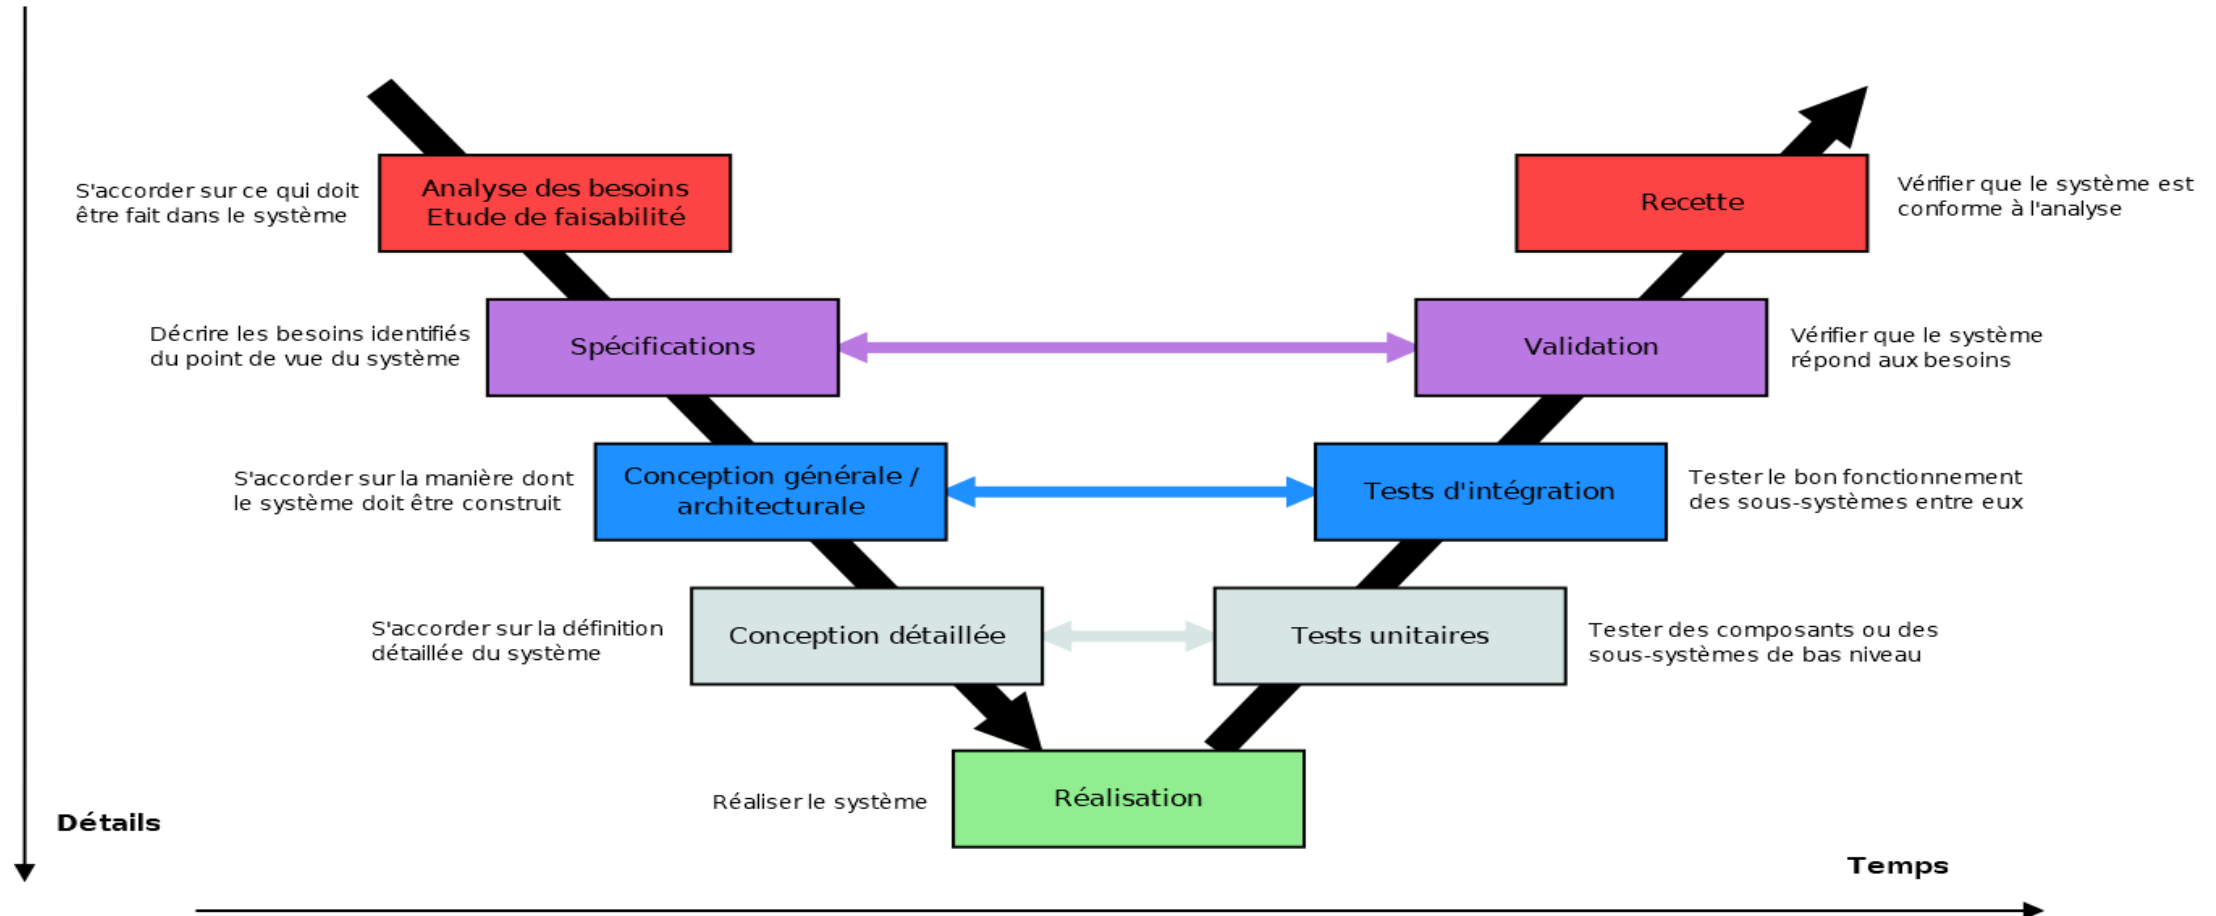 S'accorder sur ce qui doit
être fait dans le système
Analyse des besoins
Etude de faisabilité
Recette
Vérifier que le système est
conforme à l'analyse
Décrire les besoins identifiés
du point de vue du système
Spécifications
Validation
Vérifier que le système
répond aux besoins
S'accorder sur la manière dont
le système doit être construit
Conception générale /
architecturale
Tests d'intégration
Tester le bon fonctionnement
des sous-systèmes entre eux
S'accorder sur la définition
détaillée du système
Conception détaillée
Tests unitaires
Tester des composants ou des
sous-systèmes de bas niveau
Réaliser le système
Réalisation
Détails
Temps